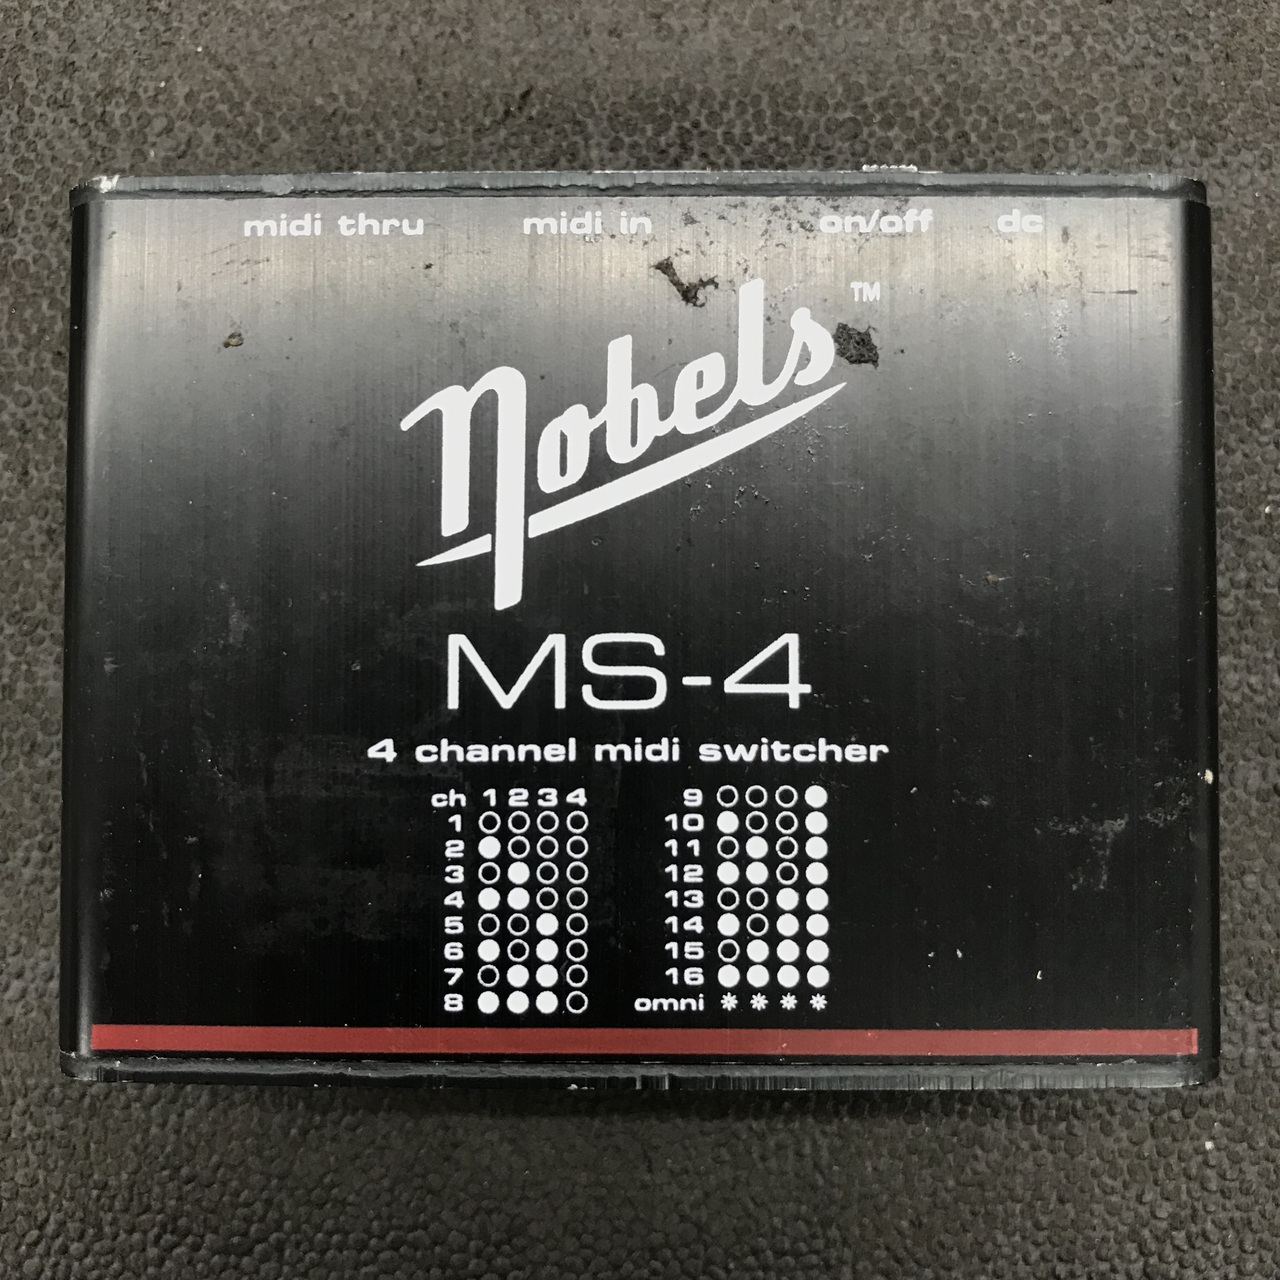 midi thru midi in on/off dc
Nobels™
MS-4
4 channel midi switcher
ch 1 2 3 4
1 ○ ○ ○ ○
2 ● ○ ○ ○
3 ○ ● ○ ○
4 ● ● ○ ○
5 ○ ○ ● ○
6 ● ○ ● ○
7 ○ ● ● ○
8 ● ● ● ○
9 ○ ○ ○ ●
10 ● ○ ○ ●
11 ○ ● ○ ●
12 ● ● ○ ●
13 ○ ○ ● ●
14 ● ○ ● ●
15 ○ ● ● ●
16 ● ● ● ●
omni * * * *